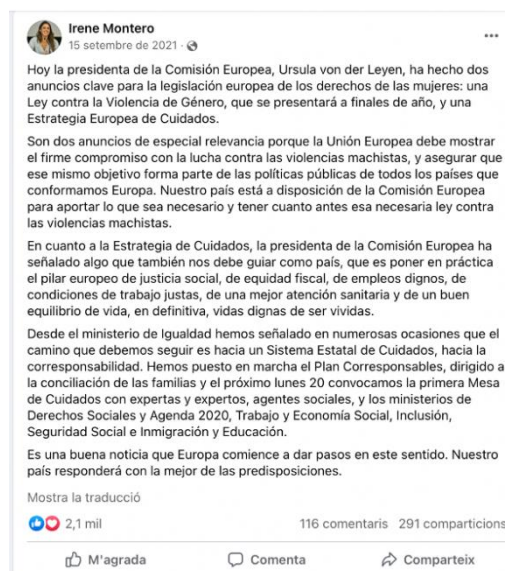 Irene Montero
15 setembre de 2021 ·
Hoy la presidenta de la Comisión Europea, Ursula von der Leyen, ha hecho dos
anuncios clave para la legislación europea de los derechos de las mujeres: una
Ley contra la Violencia de Género, que se presentará a finales de año, y una
Estrategia Europea de Cuidados.
Son dos anuncios de especial relevancia porque la Unión Europea debe mostrar
el firme compromiso con la lucha contra las violencias machistas, y asegurar que
ese mismo objetivo forma parte de las políticas públicas de todos los países que
conformamos Europa. Nuestro país está a disposición de la Comisión Europea
para aportar lo que sea necesario y tener cuanto antes esa necesaria ley contra
las violencias machistas.
En cuanto a la Estrategia de Cuidados, la presidenta de la Comisión Europea ha
señalado algo que también nos debe guiar como país, que es poner en práctica
el pilar europeo de justicia social, de equidad fiscal, de empleos dignos, de
condiciones de trabajo justas, de una mejor atención sanitaria y de un buen
equilibrio de vida, en definitiva, vidas dignas de ser vividas.
Desde el ministerio de Igualdad hemos señalado en numerosas ocasiones que el
camino que debemos seguir es hacia un Sistema Estatal de Cuidados, hacia la
corresponsabilidad. Hemos puesto en marcha el Plan Corresponsables, dirigido a
la conciliación de las familias y el próximo lunes 20 convocamos la primera Mesa
de Cuidados con expertas y expertos, agentes sociales, y los ministerios de
Derechos Sociales y Agenda 2020, Trabajo y Economía Social, Inclusión,
Seguridad Social e Inmigración y Educación.
Es una buena noticia que Europa comience a dar pasos en este sentido. Nuestro
país responderá con la mejor de las predisposiciones.
Mostra la traducció
2,1 mil 116 comentaris 291 comparticions
M'agrada Comenta Comparteix